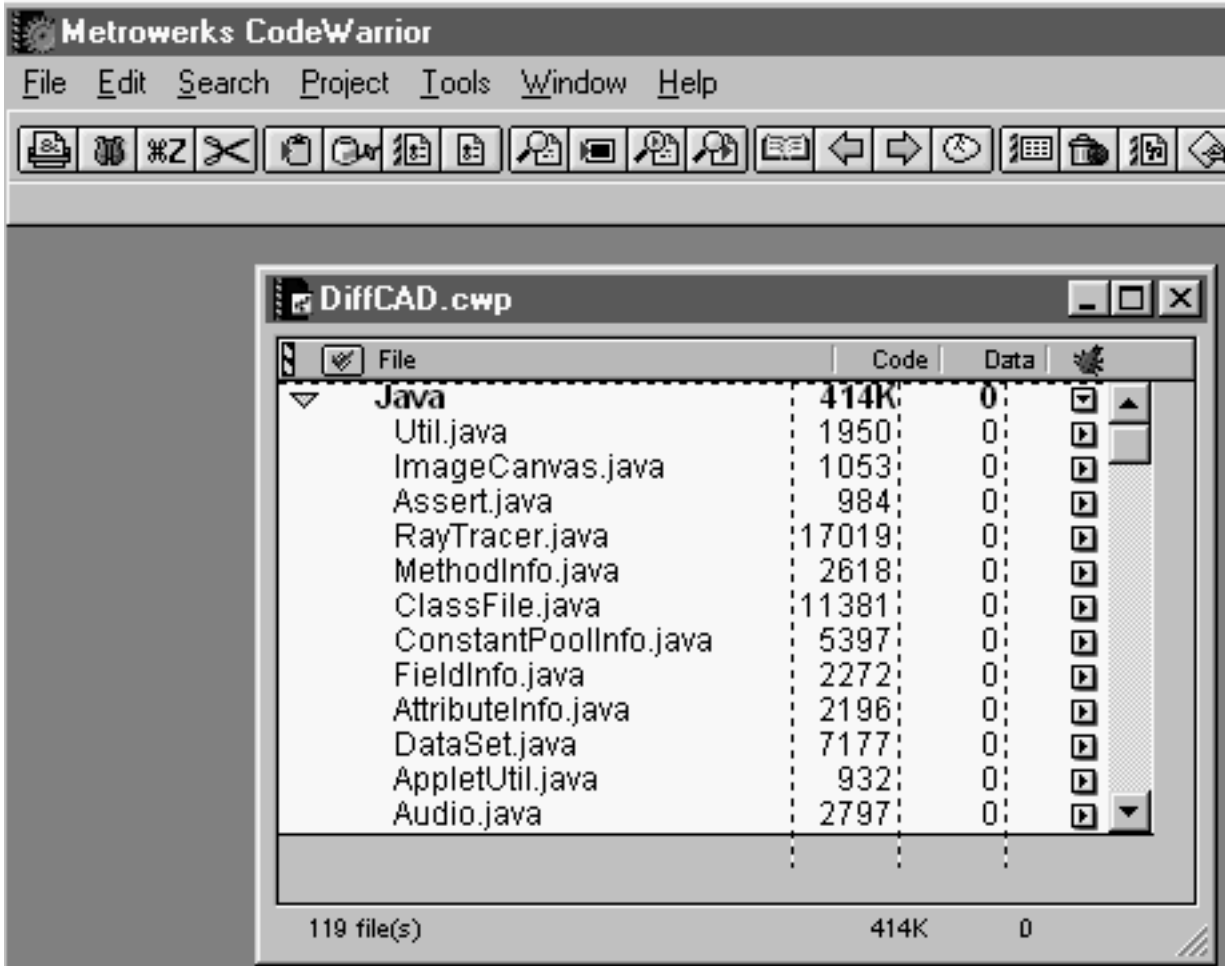 Metrowerks CodeWarrior
File Edit Search Project Tools Window Help
⌘Z
DiffCAD.cwp
File Code Data
Java 414K 0
Util.java 1950 0
ImageCanvas.java 1053 0
Assert.java 984 0
RayTracer.java 17019 0
MethodInfo.java 2618 0
ClassFile.java 11381 0
ConstantPoolInfo.java 5397 0
FieldInfo.java 2272 0
AttributeInfo.java 2196 0
DataSet.java 7177 0
AppletUtil.java 932 0
Audio.java 2797 0
119 file(s) 414K 0